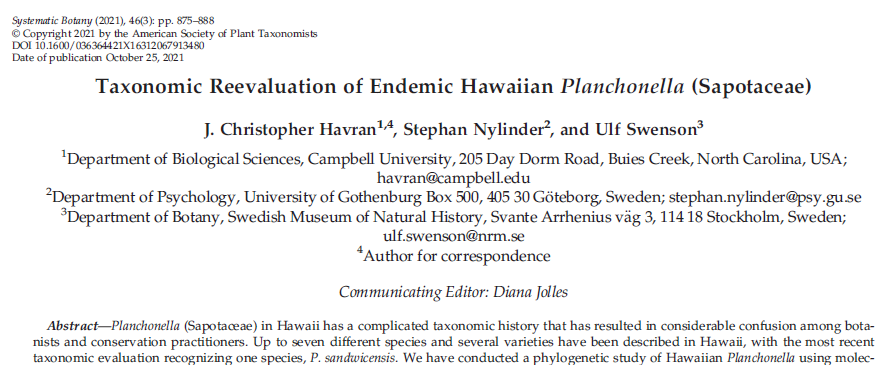 Systematic Botany (2021), 46(3): pp. 875–888
© Copyright 2021 by the American Society of Plant Taxonomists
DOI 10.1600/036364421X16312067913480
Date of publication October 25, 2021
Taxonomic Reevaluation of Endemic Hawaiian Planchonella (Sapotaceae)
J. Christopher Havran1,4, Stephan Nylinder2, and Ulf Swenson3
1Department of Biological Sciences, Campbell University, 205 Day Dorm Road, Buies Creek, North Carolina, USA;
havran@campbell.edu
2Department of Psychology, University of Gothenburg Box 500, 405 30 Göteborg, Sweden; stephan.nylinder@psy.gu.se
3Department of Botany, Swedish Museum of Natural History, Svante Arrhenius väg 3, 114 18 Stockholm, Sweden;
ulf.swenson@nrm.se
4Author for correspondence
Communicating Editor: Diana Jolles
Abstract—Planchonella (Sapotaceae) in Hawaii has a complicated taxonomic history that has resulted in considerable confusion among bota-
nists and conservation practitioners. Up to seven different species and several varieties have been described in Hawaii, with the most recent
taxonomic evaluation recognizing one species, P. sandwicensis. We have conducted a phylogenetic study of Hawaiian Planchonella using molec-